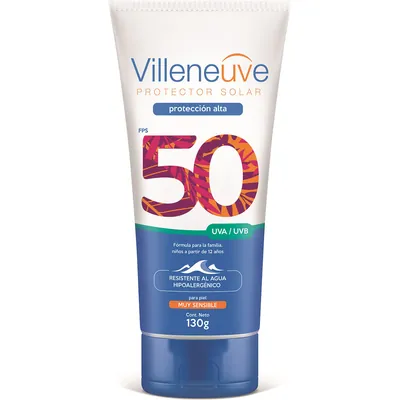 Villeneuve
PROTECTOR SOLAR
protección alta
FPS
50
UVA / UVB
Fórmula para la familia,
niños a partir de 12 años
RESISTENTE AL AGUA
HIPOALERGÉNICO
para piel
MUY SENSIBLE
Cont. Neto
130g